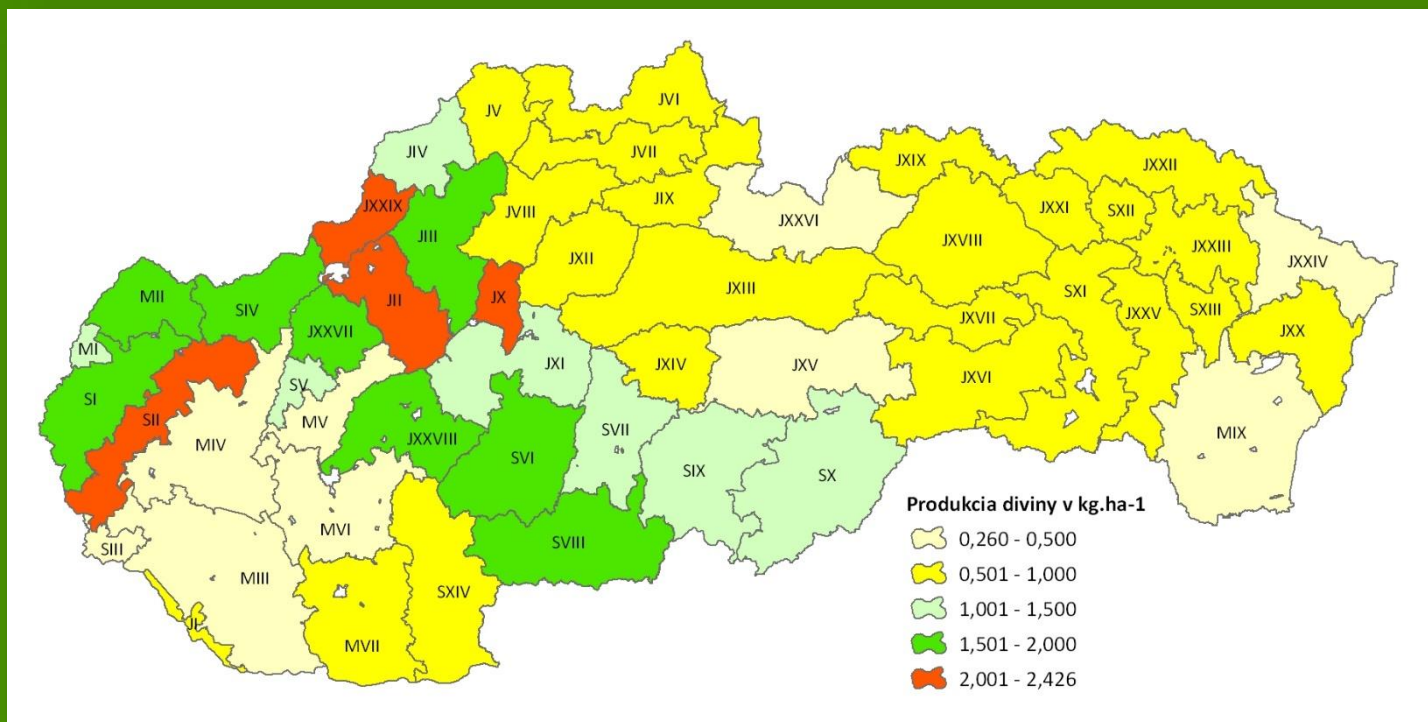 JV
JVI
JIV
JVII
JXIX
JXXII
JXXIX
JIX
JXXI
SXII
JVIII
JIII
JXXVI
JXVIII
JXXIII
JXII
JXXIV
MII
SIV
JII
JX
JXIII
SXI
JXXV
SXIII
JXXVII
JXVII
JXX
MI
JXI
JXIV
JXV
JXVI
SV
SI
SII
MV
MIV
JXXVIII
SVII
SVI
MIX
SIX
SX
MVI
SVIII
SIII
MIII
SXIV
JI
MVII
Produkcia diviny v kg.ha-1
0,260 - 0,500
0,501 - 1,000
1,001 - 1,500
1,501 - 2,000
2,001 - 2,426